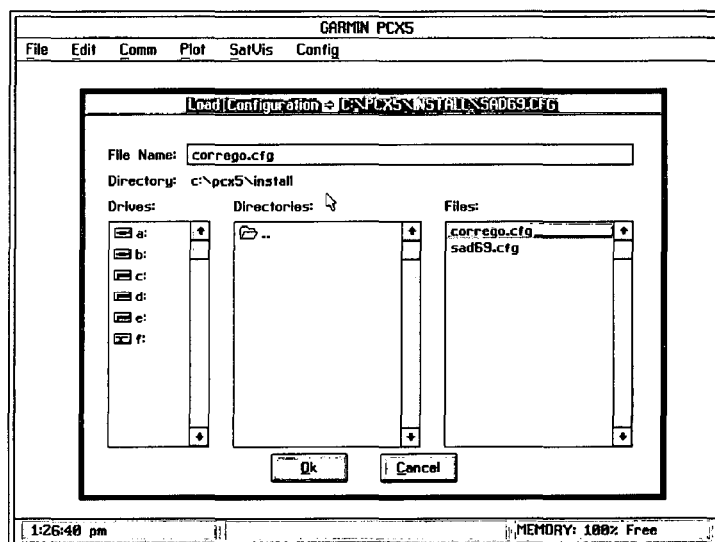 GARMIN PCX5
File Edit Comm Plot SatVis Config
Load Configuration ÷ C:\PCX5\INSTALL\SAD69.CFG
File Name: corrego.cfg
Directory: c:\pcx5\install
Drives: Directories: Files:
a: .. corrego.cfg
b: sad69.cfg
c:
d:
e:
f:
Ok Cancel
1:26:40 pm MEMORY: 100% Free